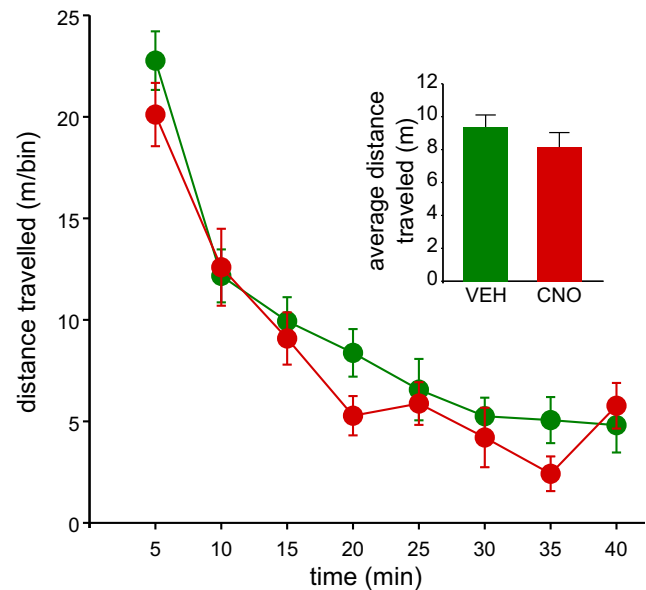 distance travelled (m/bin)
25
20
15
10
5
0
5 10 15 20 25 30 35 40
time (min)
average distance
traveled (m)
12
10
8
6
4
2
0
VEH CNO